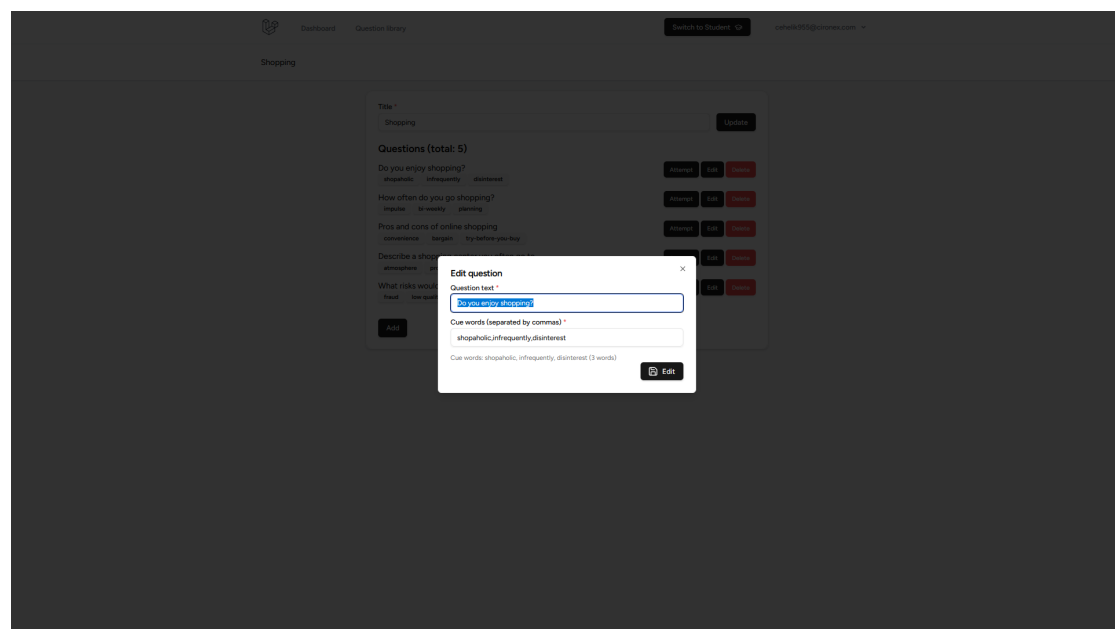 Dashboard Question library Switch to Student
Shopping
Title *
Shopping Update
Questions (total: 5)
Do you enjoy shopping? Attempt Edit Delete
shopaholic infrequently disinterest
How often do you go shopping? Attempt Edit Delete
impulse bi-weekly planning
Pros and cons of online shopping Attempt Edit Delete
convenience bargain try-before-you-buy
Describe a Edit Delete
atmosphere
What risks Edit Delete
fraud
Add
Edit question
Question text *
Do you enjoy shopping?
Cue words (separated by commas) *
shopaholic,infrequently,disinterest
Cue words: shopaholic, infrequently, disinterest (3 words)
Edit